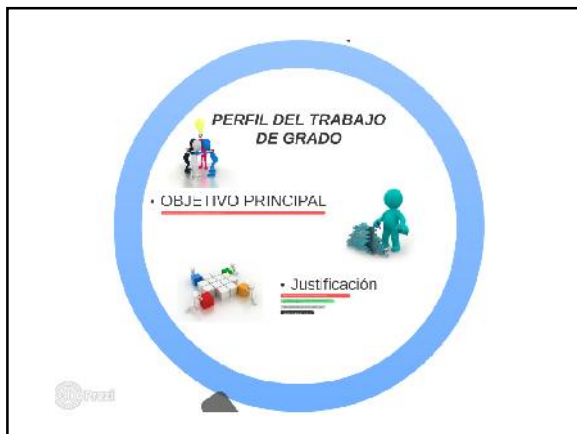 PERFIL DEL TRABAJO
DE GRADO
• OBJETIVO PRINCIPAL
• Justificación
Prezi